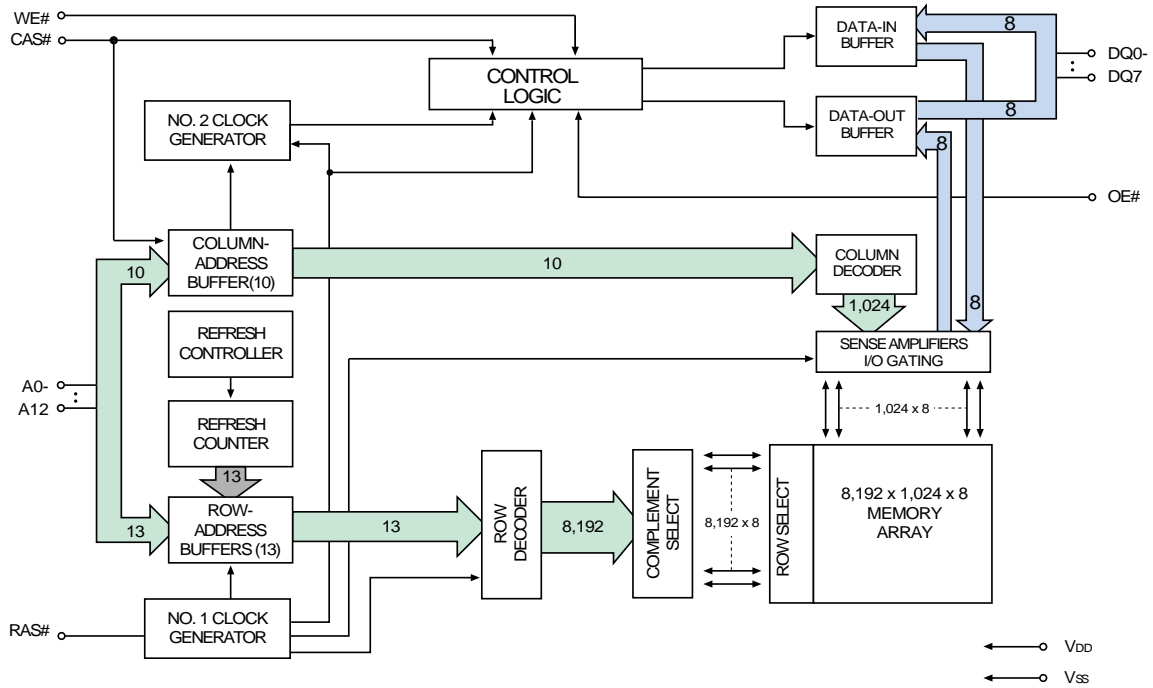 WE#
CAS#
CONTROL
LOGIC
DATA-IN
BUFFER
8
DQ0-
DQ7
NO. 2 CLOCK
GENERATOR
DATA-OUT
BUFFER
8
8
OE#
COLUMN-
ADDRESS
BUFFER(10)
10
10
COLUMN
DECODER
1,024
8
REFRESH
CONTROLLER
SENSE AMPLIFIERS
I/O GATING
A0-
A12
1,024 x 8
REFRESH
COUNTER
13
ROW-
ADDRESS
BUFFERS (13)
13
13
ROW
DECODER
8,192
COMPLEMENT
SELECT
8,192 x 8
ROW SELECT
8,192 x 1,024 x 8
MEMORY
ARRAY
RAS#
NO. 1 CLOCK
GENERATOR
VDD
VSS